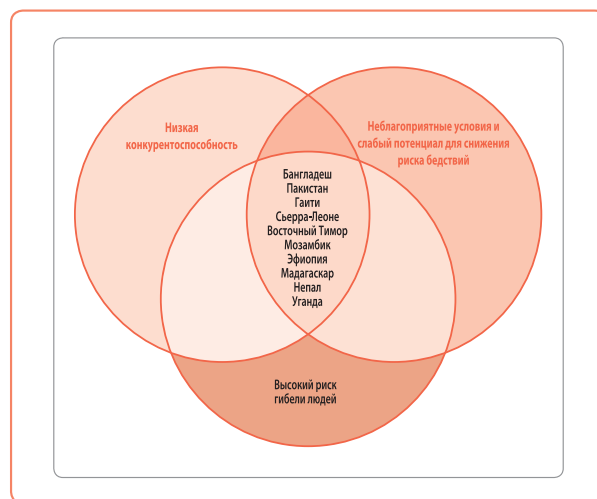 Низкая
конкурентоспособность
Неблагоприятные условия и
слабый потенциал для снижения
риска бедствий
Бангладеш
Пакистан
Гаити
Сьерра-Леоне
Восточный Тимор
Мозамбик
Эфиопия
Мадагаскар
Непал
Уганда
Высокий риск
гибели людей